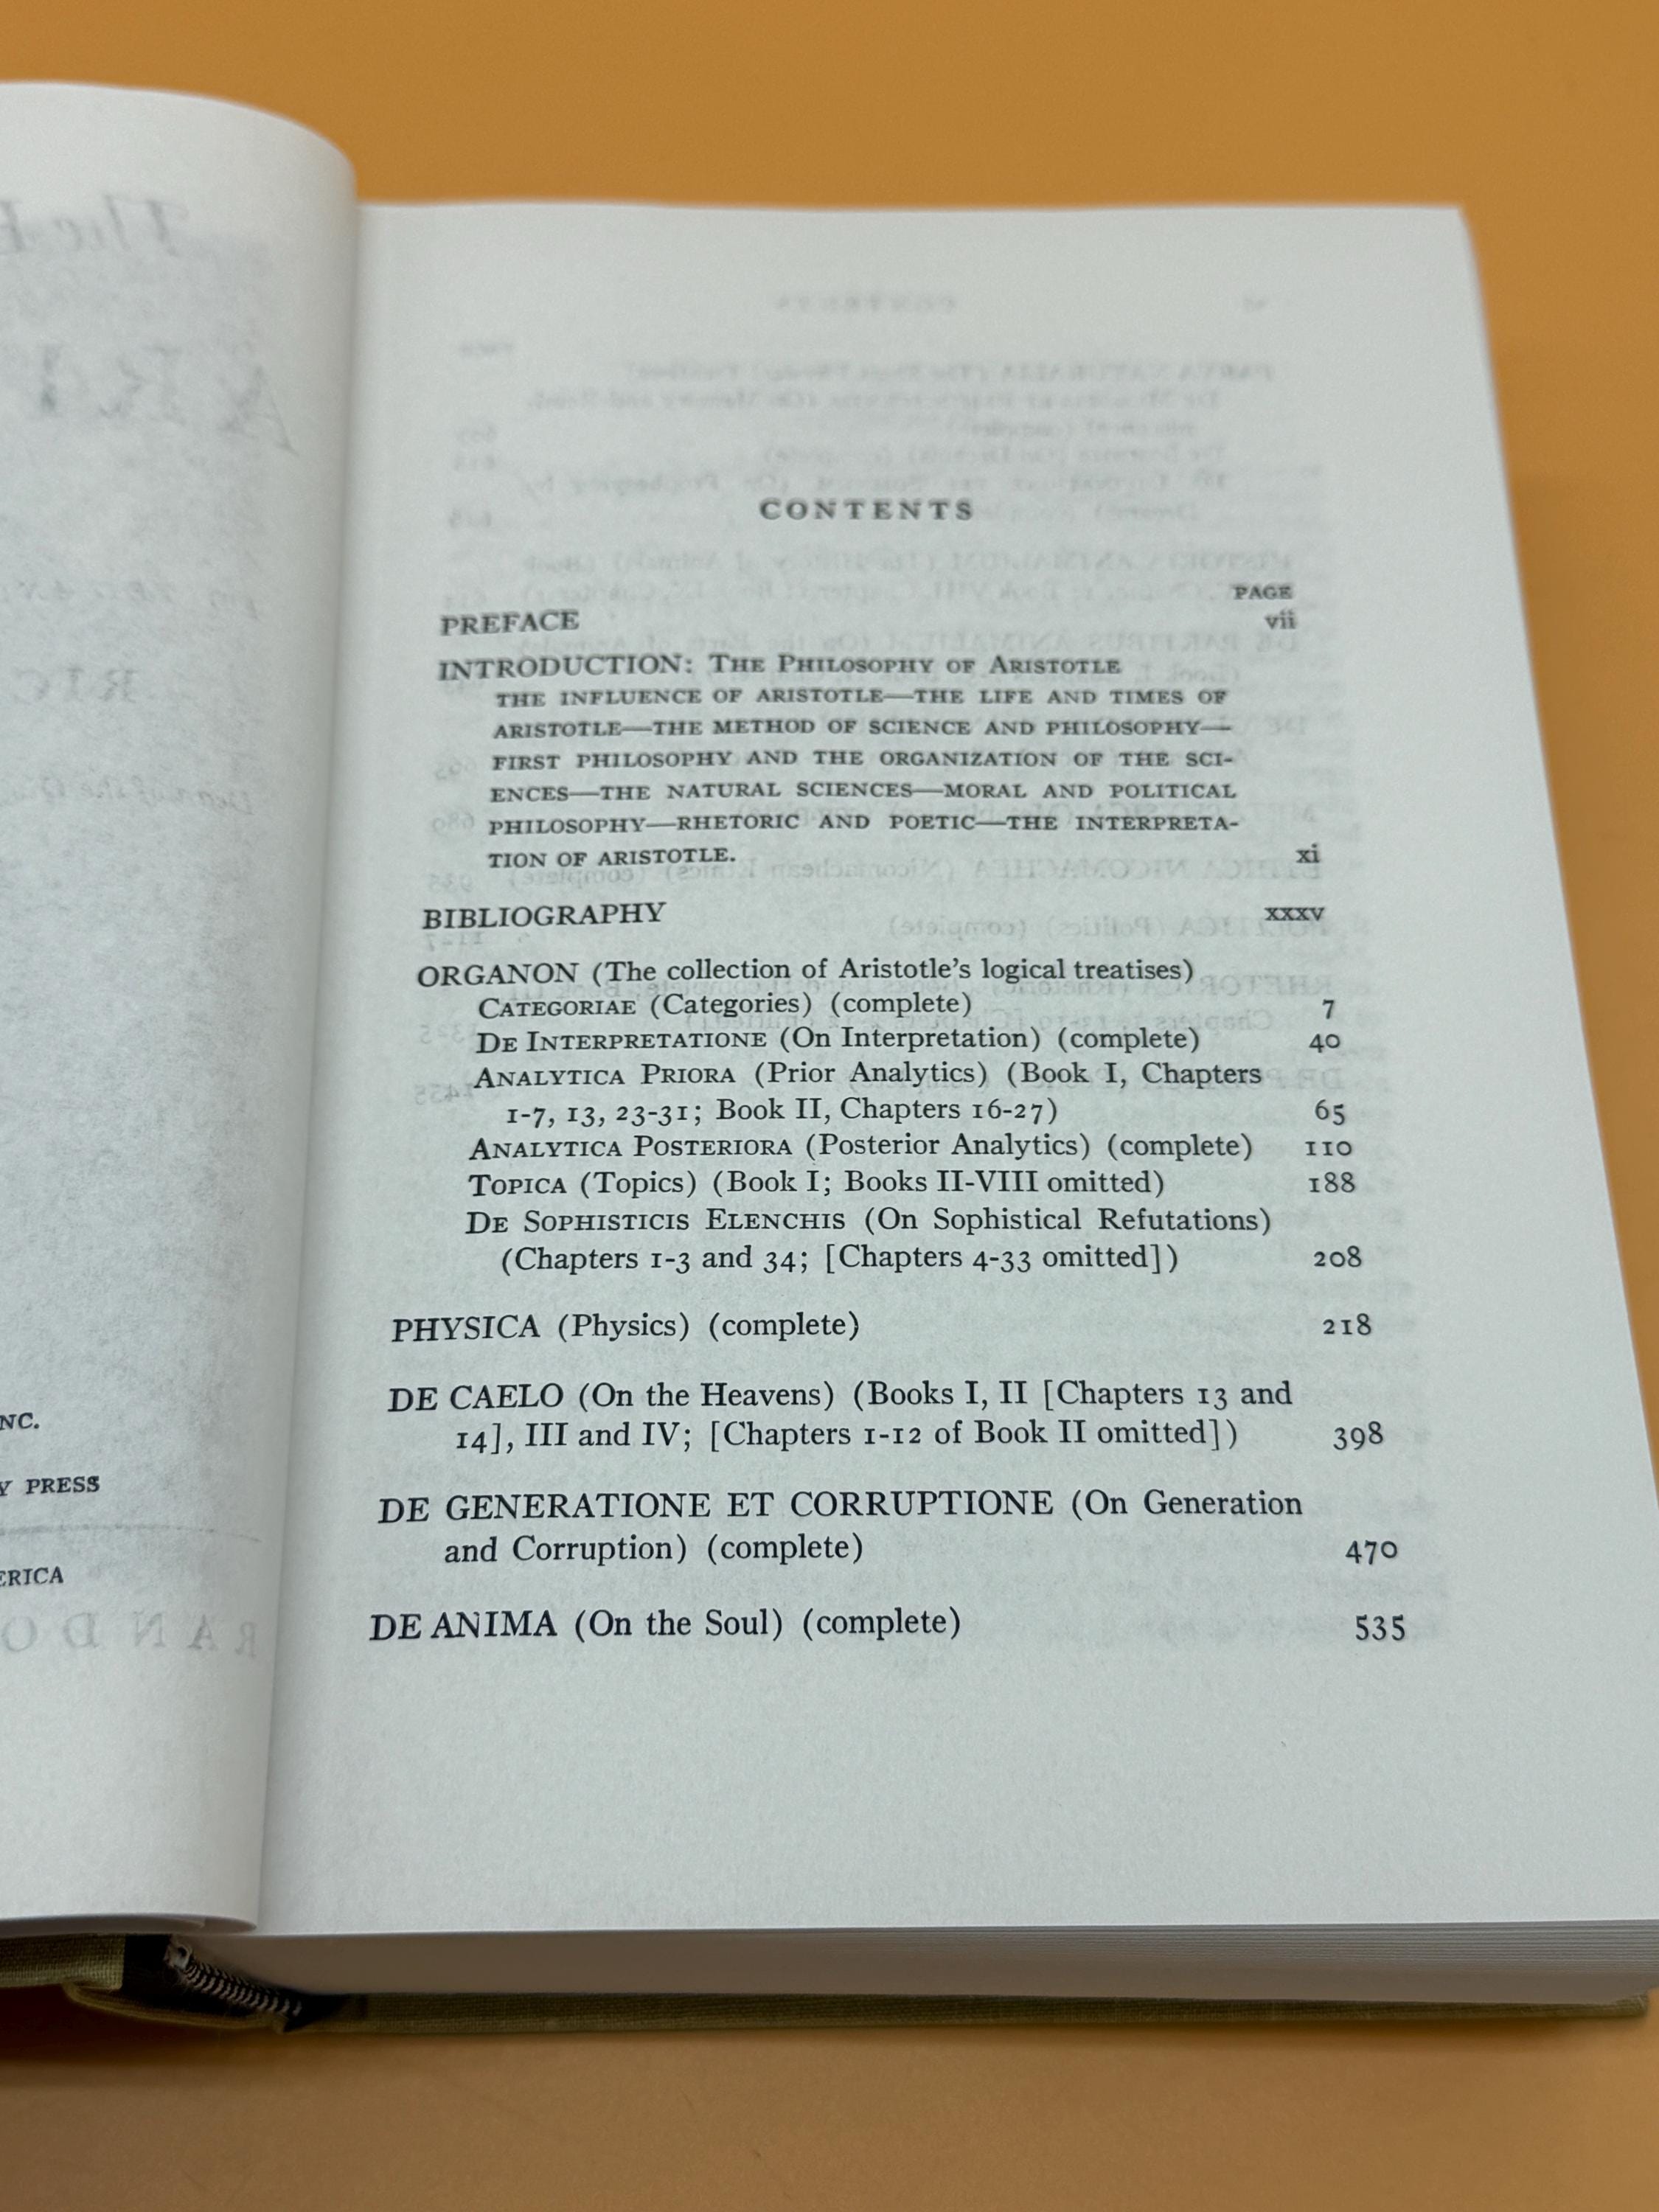 NC.
Y PRESS
ERICA
CONTENTS
PAGE
PREFACE vii
INTRODUCTION: THE PHILOSOPHY OF ARISTOTLE
THE INFLUENCE OF ARISTOTLE—THE LIFE AND TIMES OF
ARISTOTLE—THE METHOD OF SCIENCE AND PHILOSOPHY—
FIRST PHILOSOPHY AND THE ORGANIZATION OF THE SCI-
ENCES—THE NATURAL SCIENCES—MORAL AND POLITICAL
PHILOSOPHY—RHETORIC AND POETIC—THE INTERPRETA-
TION OF ARISTOTLE. xi
BIBLIOGRAPHY xxxv
ORGANON (The collection of Aristotle's logical treatises)
CATEGORIAE (Categories) (complete) 7
DE INTERPRETATIONE (On Interpretation) (complete) 40
ANALYTICA PRIORA (Prior Analytics) (Book I, Chapters
1-7, 13, 23-31; Book II, Chapters 16-27) 65
ANALYTICA POSTERIORA (Posterior Analytics) (complete) 110
TOPICA (Topics) (Book I; Books II-VIII omitted) 188
DE SOPHISTICIS ELENCHIS (On Sophistical Refutations)
(Chapters 1-3 and 34; [Chapters 4-33 omitted]) 208
PHYSICA (Physics) (complete) 218
DE CAELO (On the Heavens) (Books I, II [Chapters 13 and
14], III and IV; [Chapters 1-12 of Book II omitted]) 398
DE GENERATIONE ET CORRUPTIONE (On Generation
and Corruption) (complete) 470
DE ANIMA (On the Soul) (complete) 535